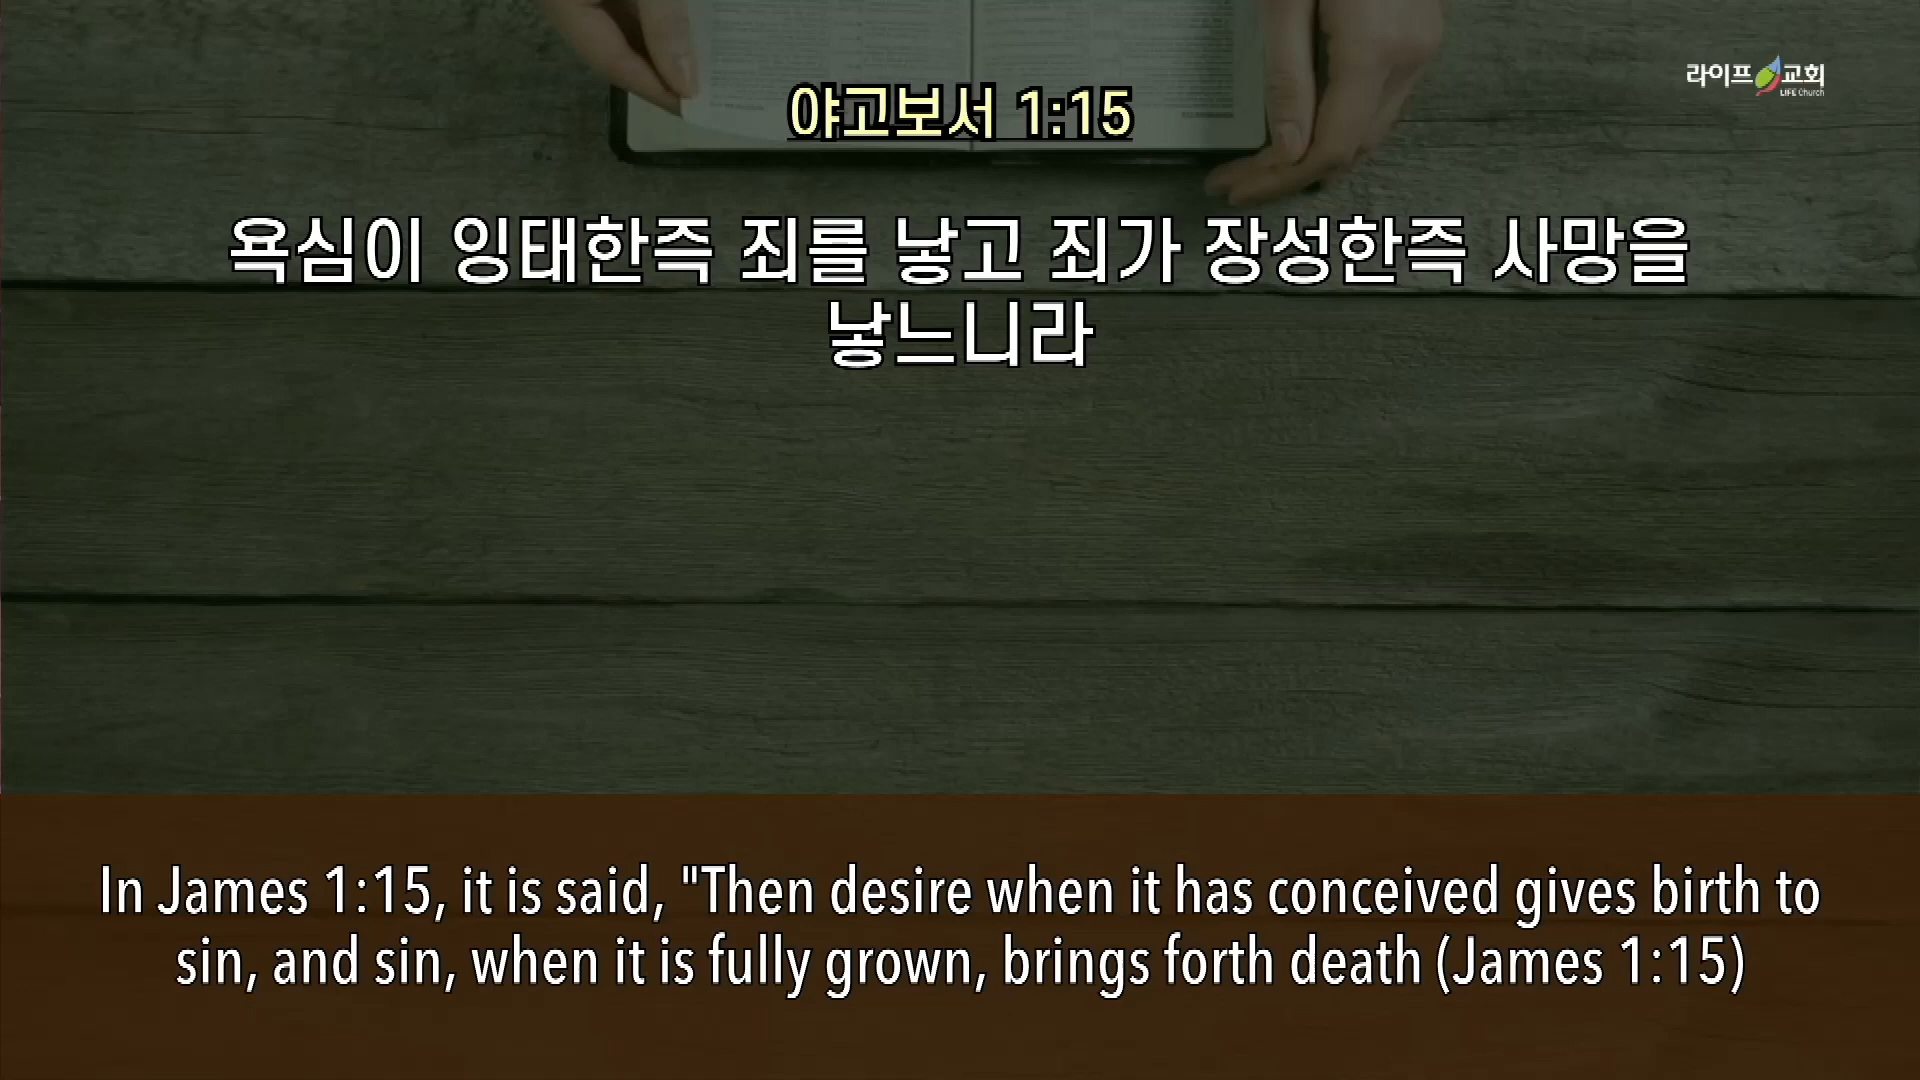 라이프교회
LIFE Church
야고보서 1:15
욕심이 잉태한즉 죄를 낳고 죄가 장성한즉 사망을
낳느니라
In James 1:15, it is said, "Then desire when it has conceived gives birth to
sin, and sin, when it is fully grown, brings forth death (James 1:15)